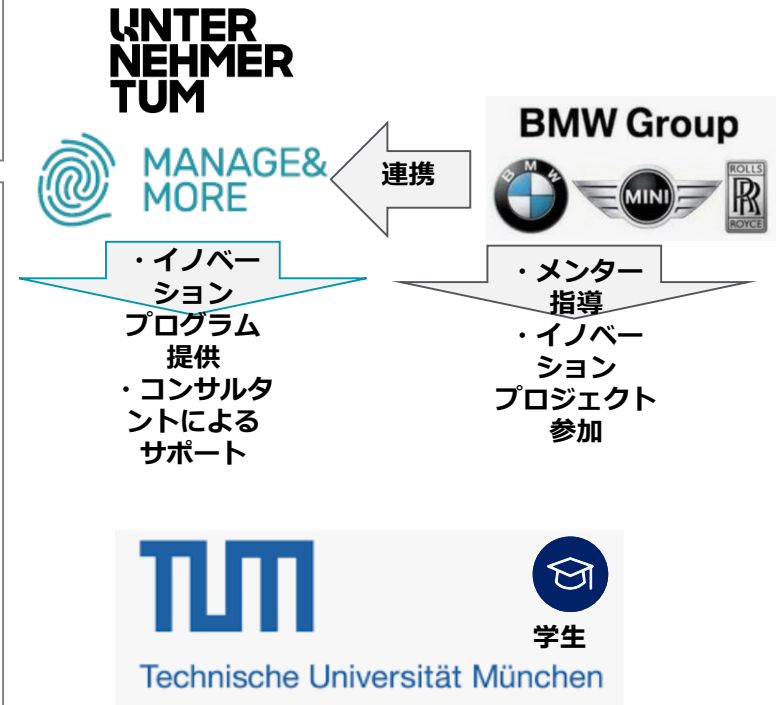 UNTER
NEHMER
TUM
MANAGE&
MORE
連携
BMW Group
BMW
MINI
ROLLS
RR
ROYCE
・イノベー
ション
プログラム
提供
・コンサルタ
ントによる
サポート
・メンター
指導
・イノベー
ション
プロジェクト
参加
TUM
学生
Technische Universität München